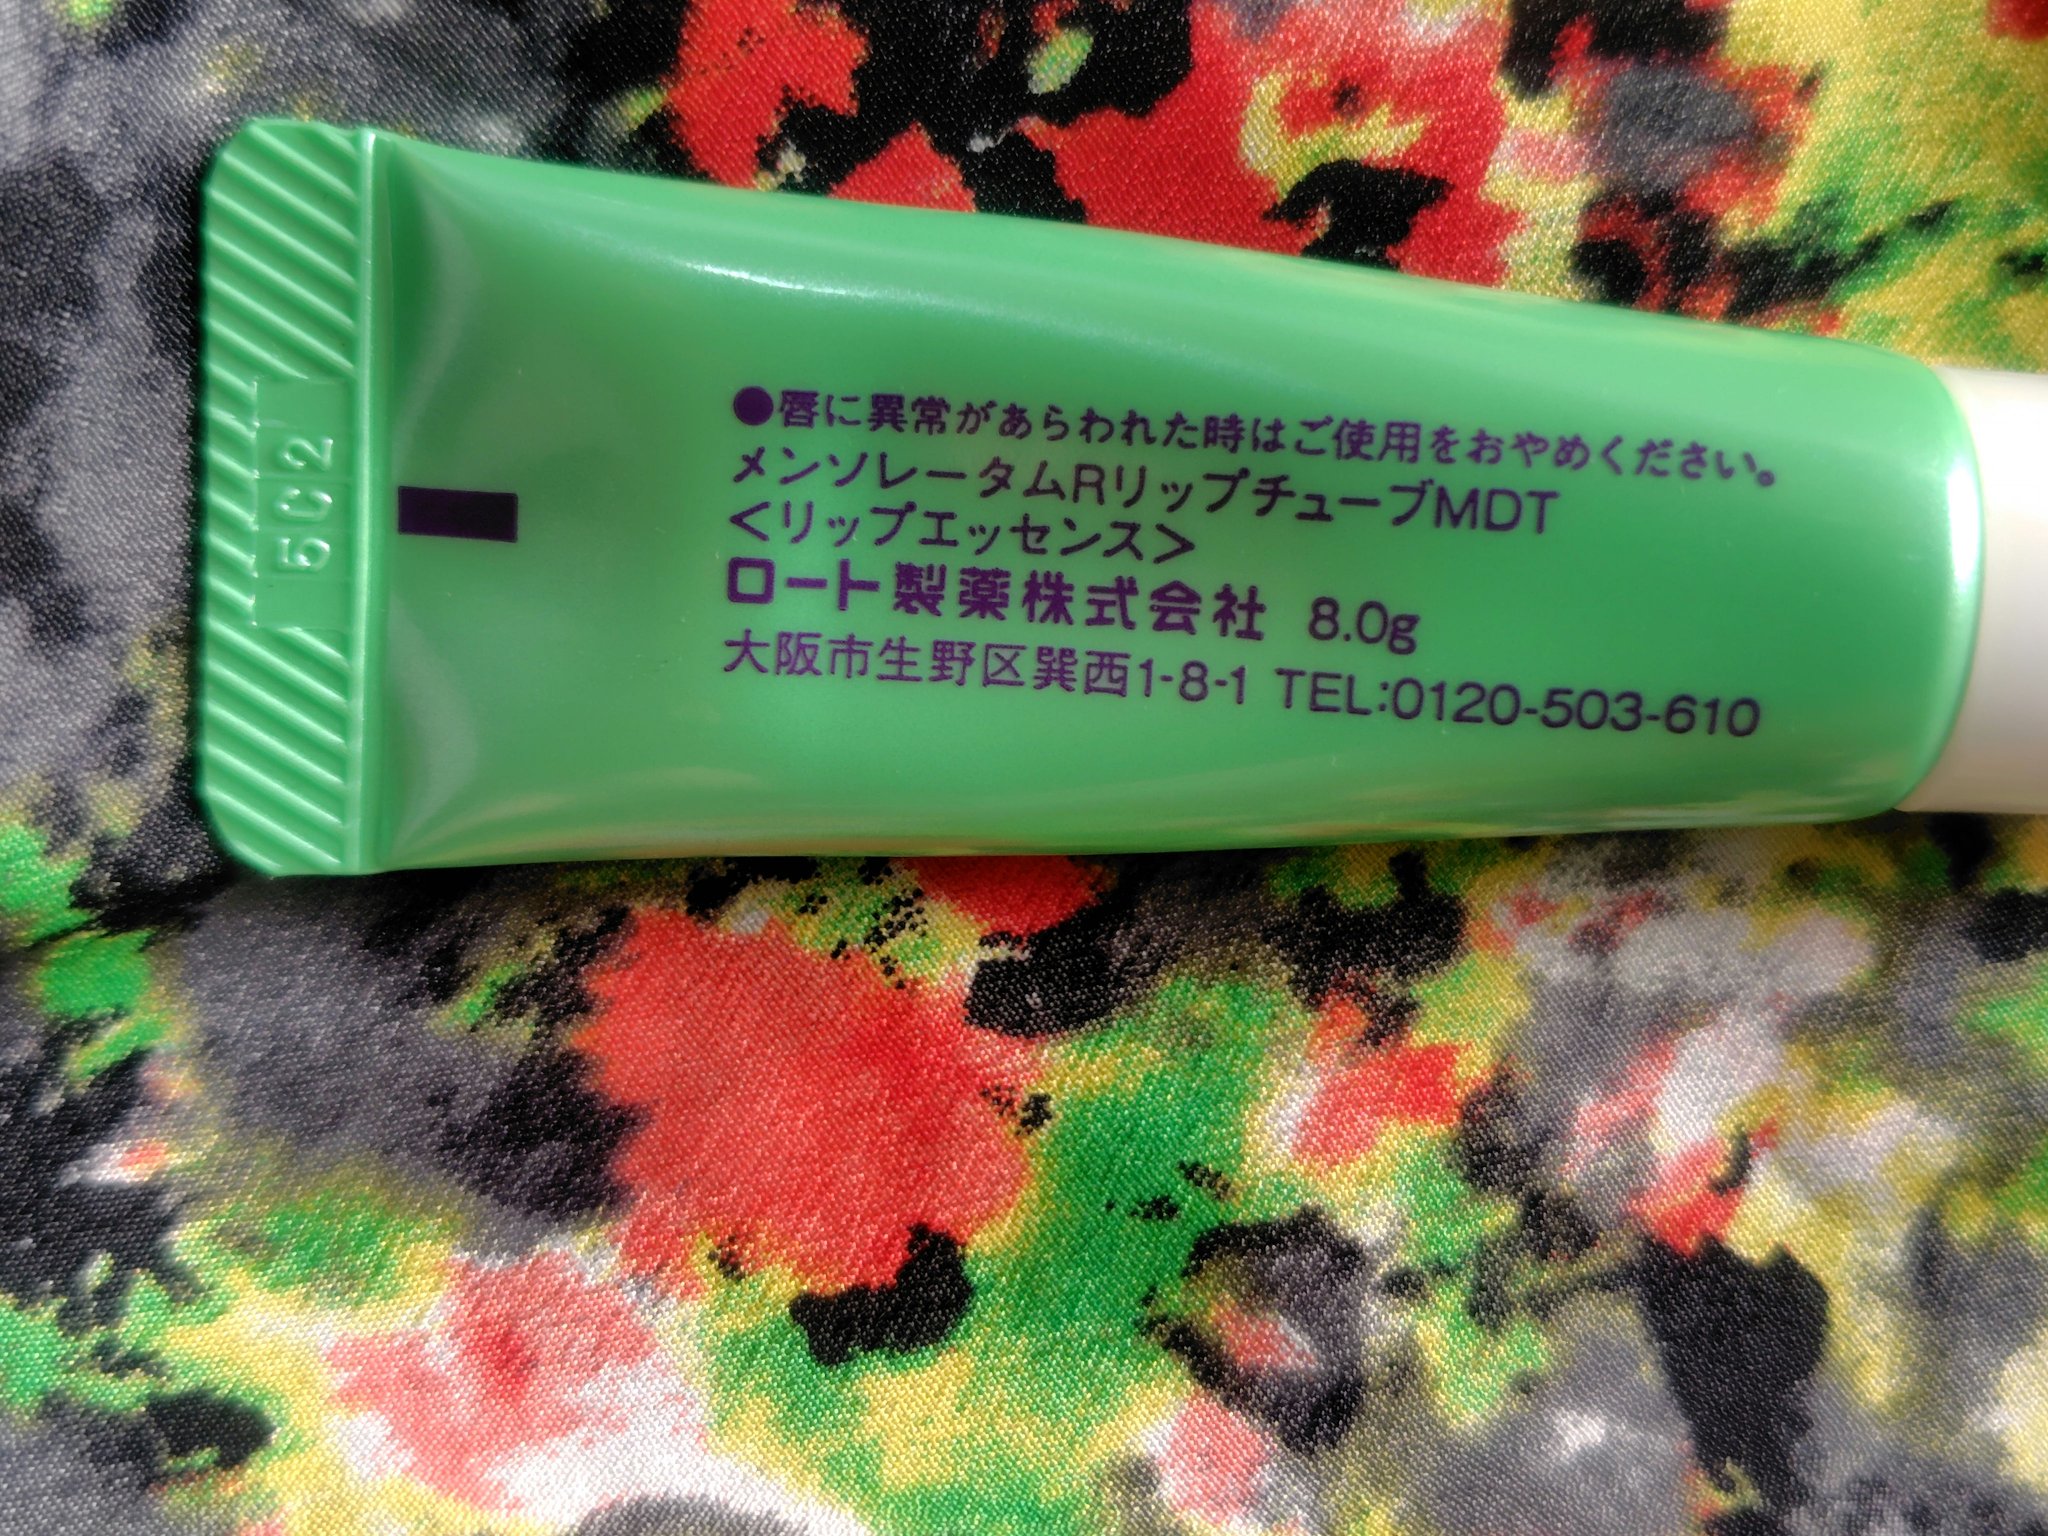 ●唇に異常があらわれた時はご使用をおやめください。
メンソレータムRリップチューブMDT
<リップエッセンス>
ロート製薬株式会社 8.0g
大阪市生野区巽西1-8-1 TEL:0120-503-610
5C2